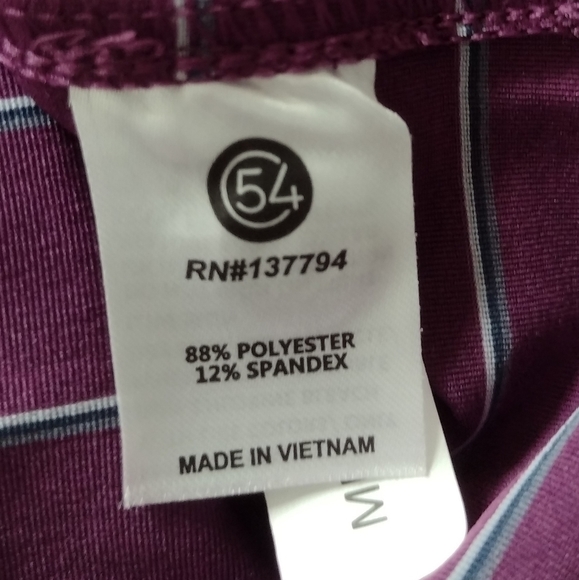 C54
RN#137794
88% POLYESTER
12% SPANDEX
MADE IN VIETNAM
M